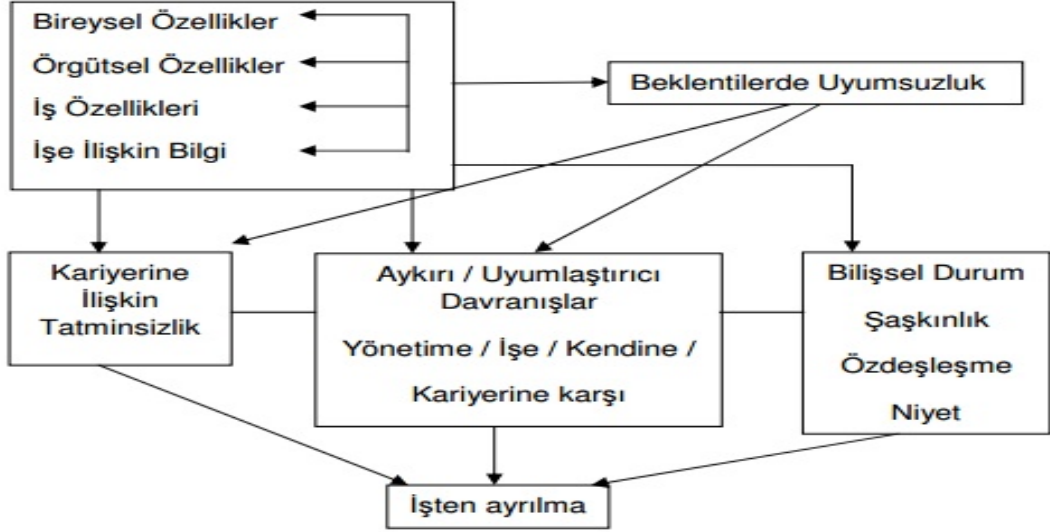 Bireysel Özellikler
Örgütsel Özellikler
İş Özellikleri
İşe İlişkin Bilgi
Beklentilerde Uyumsuzluk
Kariyerine
İlişkin
Tatminsizlik
Aykırı / Uyumlaştırıcı
Davranışlar
Yönetime / İşe / Kendine /
Kariyerine karşı
Bilişsel Durum
Şaşkınlık
Özdeşleşme
Niyet
İşten ayrılma